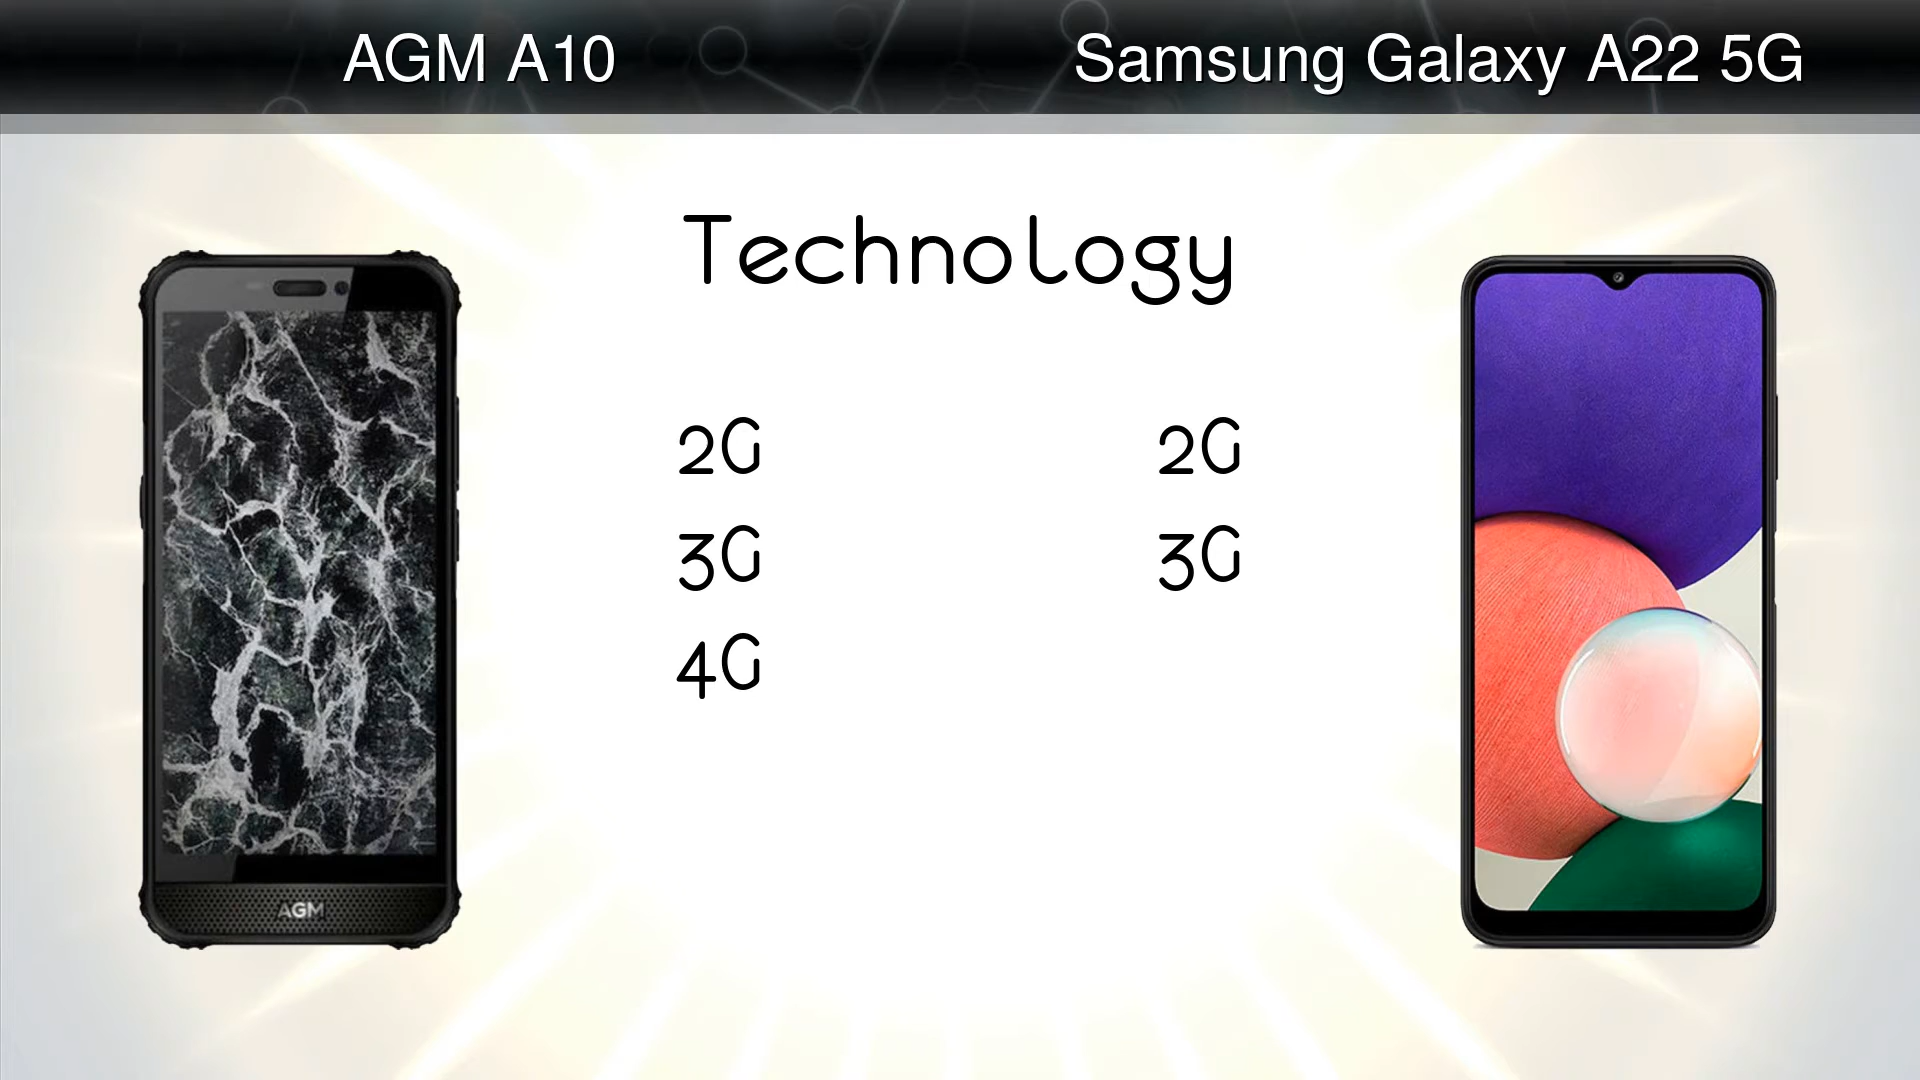 AGM A10
Samsung Galaxy A22 5G
Technology
2G 2G
3G 3G
4G
AGM